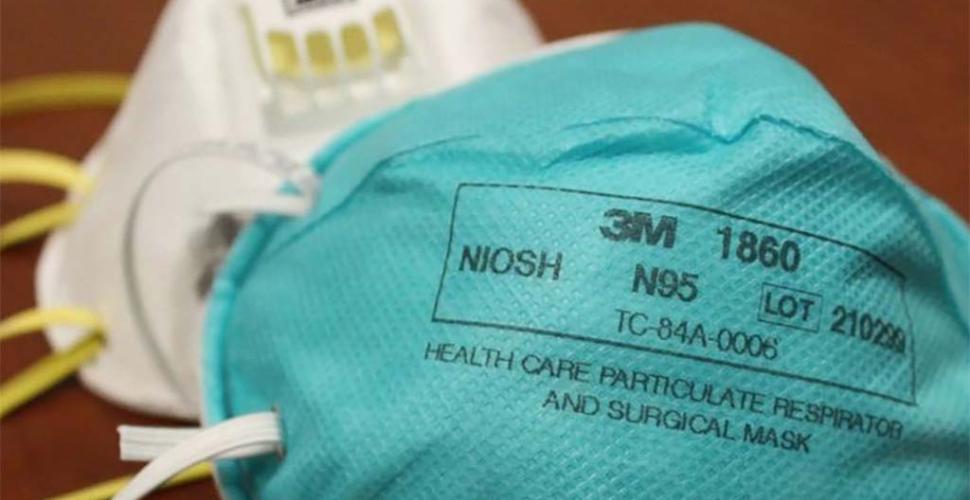 3M 1860
NIOSH N95 LOT 210299
TC-84A-0006
HEALTH CARE PARTICULATE RESPIRATOR
AND SURGICAL MASK